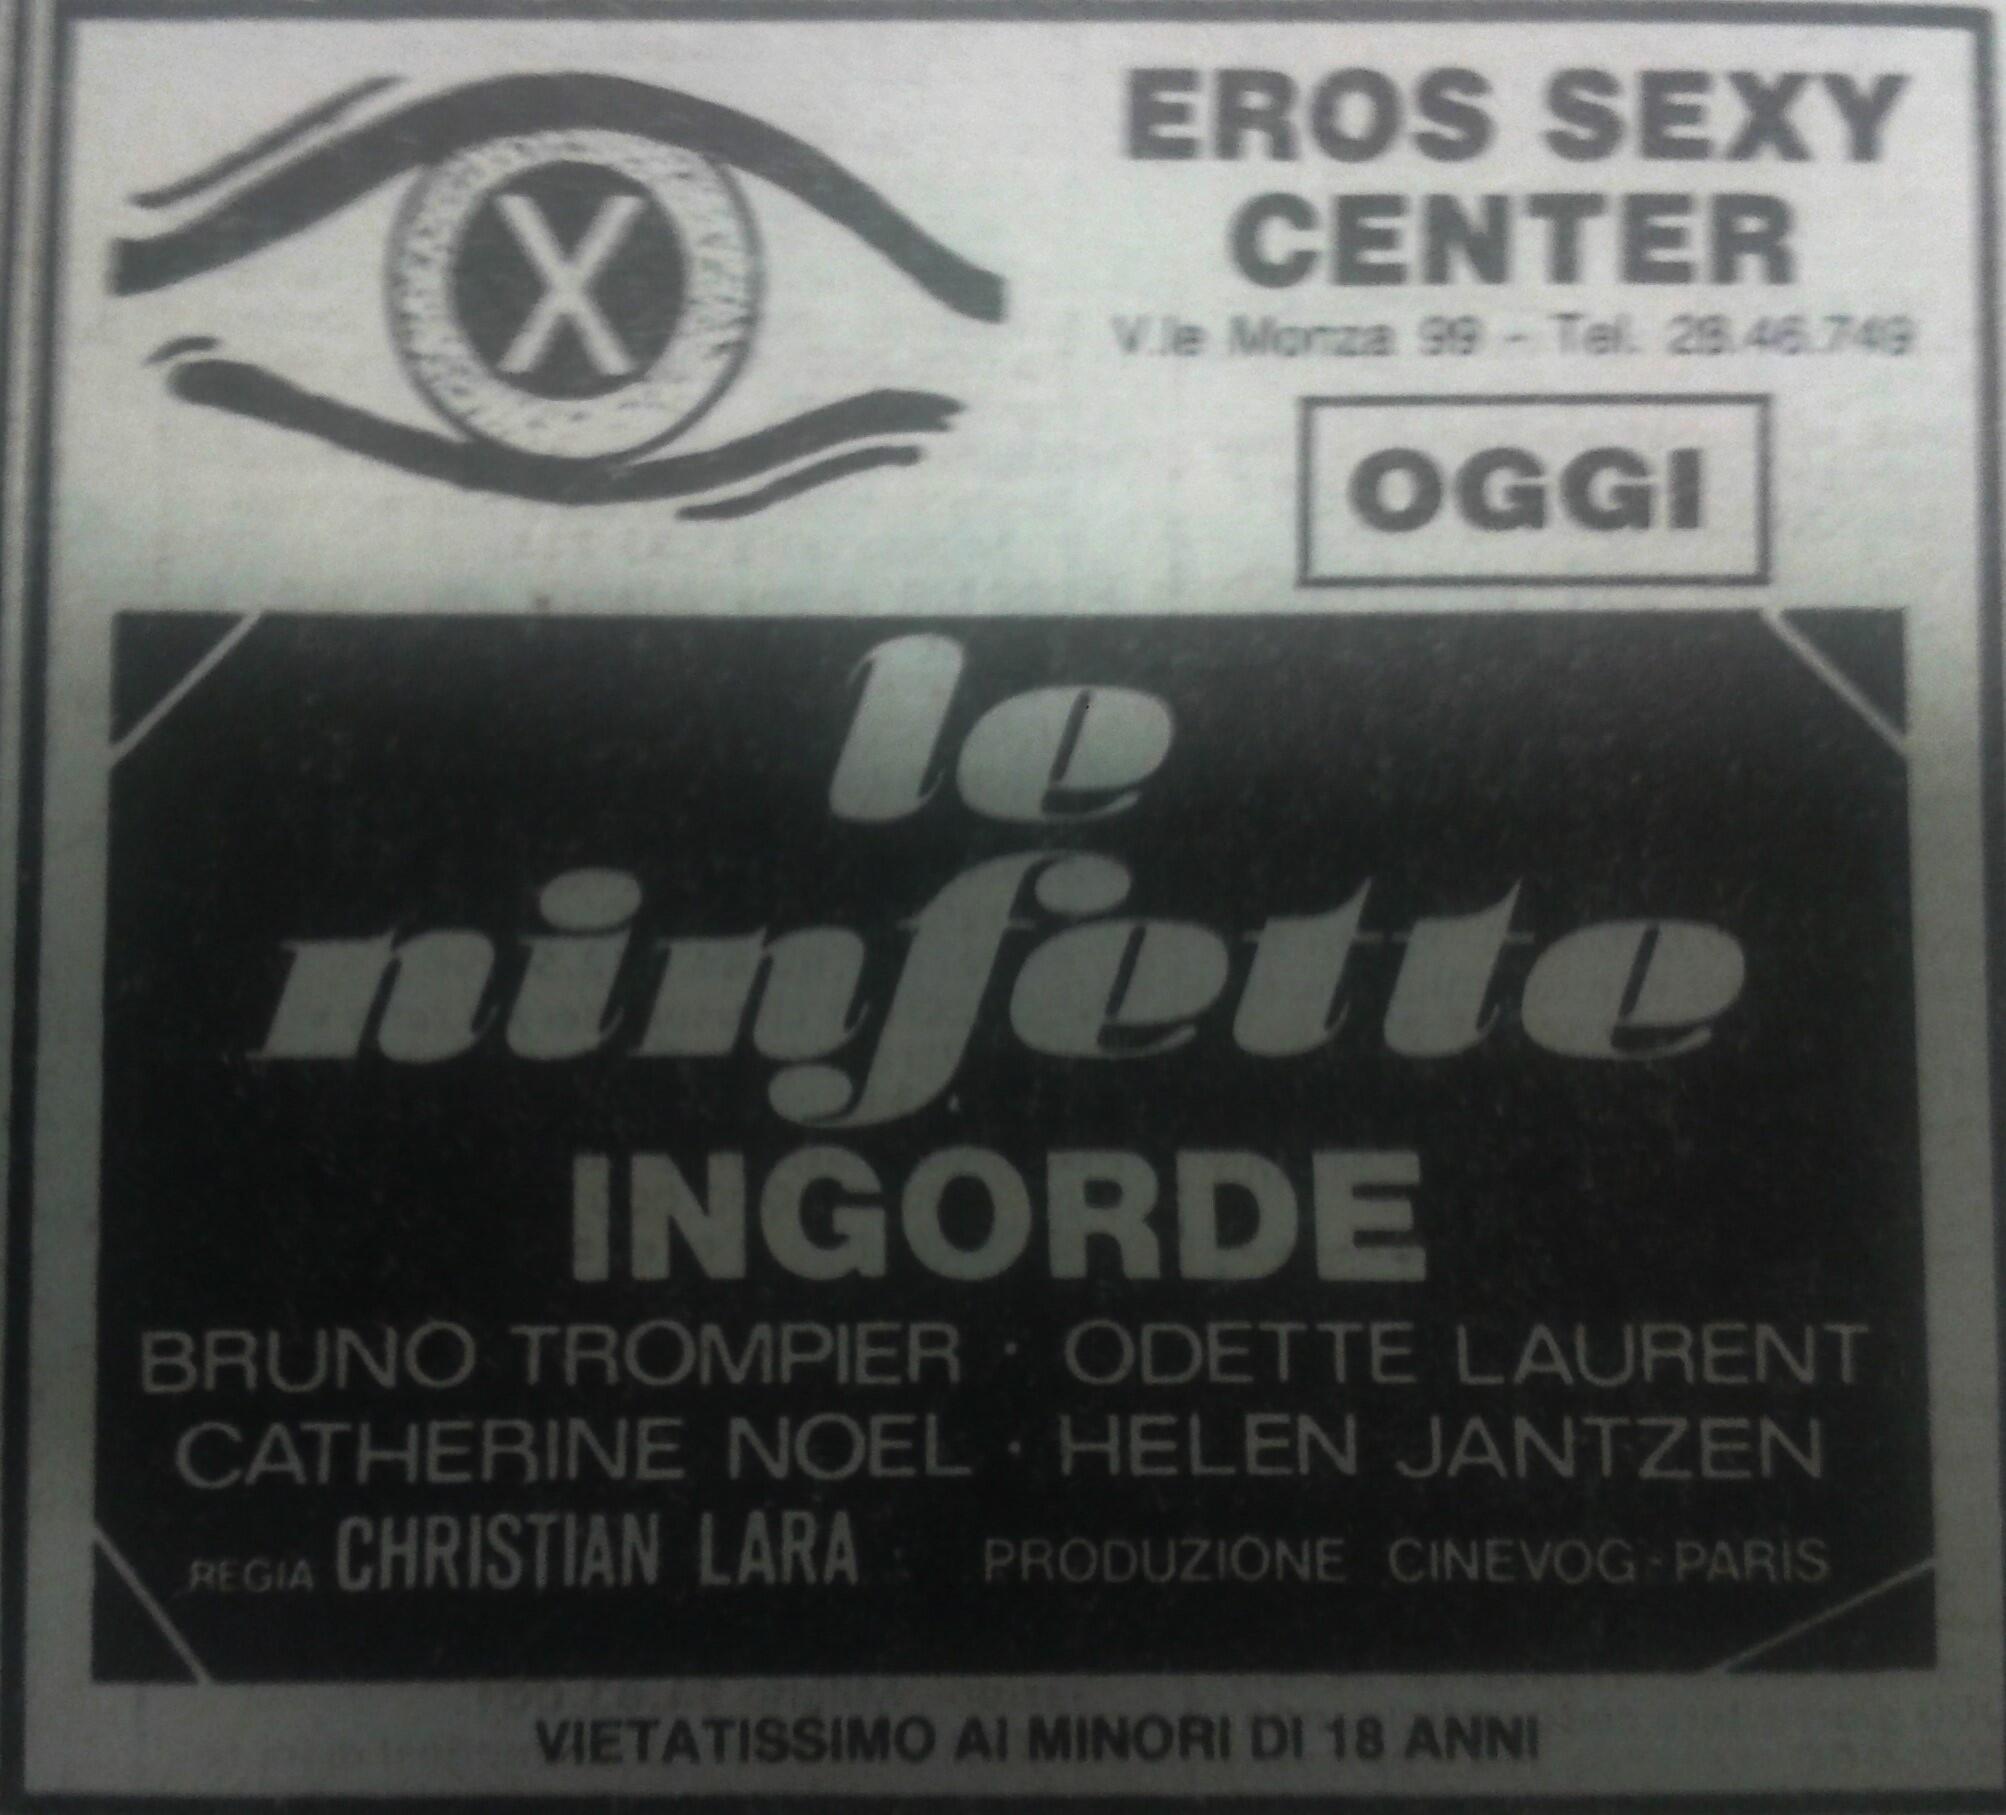 X
EROS SEXY
CENTER
V.le Monza 99 - Tel. 28.46.749
OGGI
le
ninfette
INGORDE
BRUNO TROMPIER · ODETTE LAURENT
CATHERINE NOEL · HELEN JANTZEN
REGIA CHRISTIAN LARA PRODUZIONE CINEVOG-PARIS
VIETATISSIMO AI MINORI DI 18 ANNI